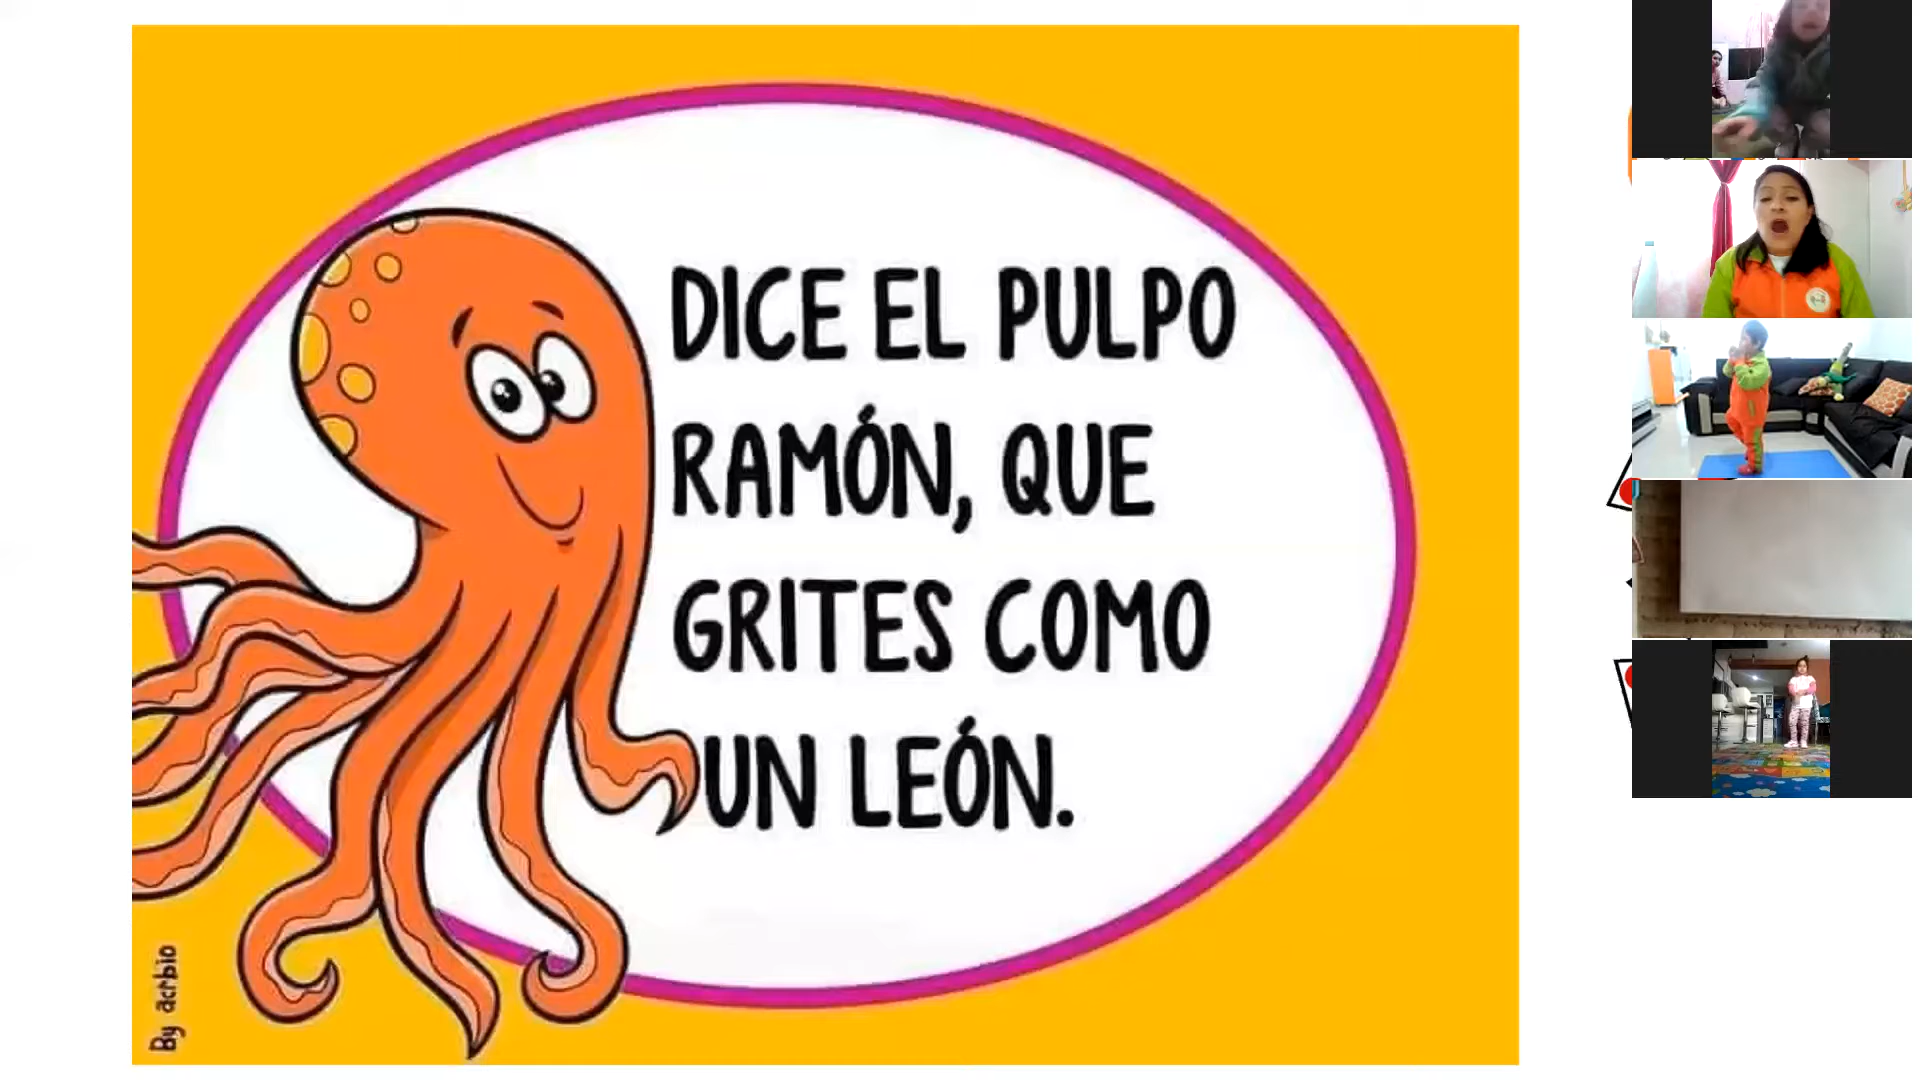 DICE EL PULPO
RAMÓN, QUE
GRITES COMO
UN LEÓN.
By acrbio